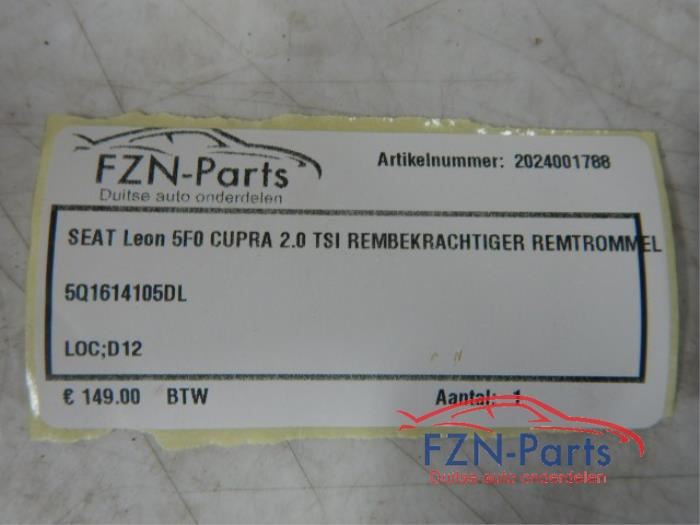 FZN-Parts
Duitse auto onderdelen
Artikelnummer: 2024001788
SEAT Leon 5F0 CUPRA 2.0 TSI REMBEKRACHTIGER REMTROMMEL
5Q1614105DL
LOC;D12
€ 149.00 BTW Aantal: 1
FZN-Parts
Duitse auto onderdelen